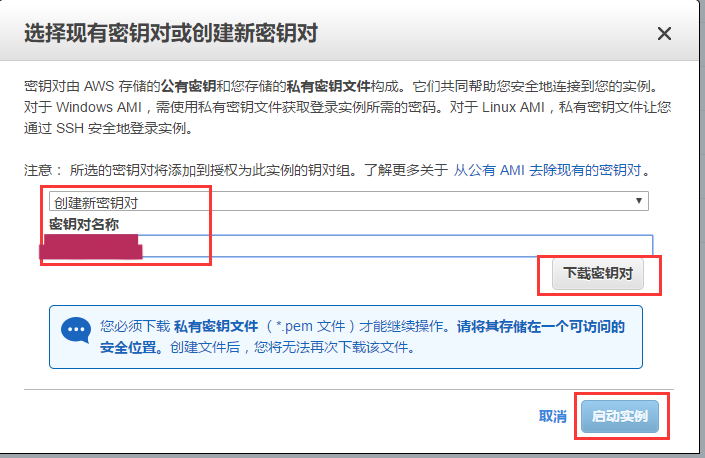 选择现有密钥对或创建新密钥对
密钥对由 AWS 存储的公有密钥和您存储的私有密钥文件构成。它们共同帮助您安全地连接到您的实例。
对于 Windows AMI，需使用私有密钥文件获取登录实例所需的密码。对于 Linux AMI，私有密钥文件让您
通过 SSH 安全地登录实例。
注意： 所选的密钥对将添加到授权为此实例的钥对组。了解更多关于 从公有 AMI 去除现有的密钥对。
创建新密钥对
密钥对名称
下载密钥对
您必须下载 私有密钥文件 （ *.pem 文件 ) 才能继续操作。请将其存储在一个可访问的
安全位置。创建文件后，您将无法再次下载该文件。
取消 启动实例